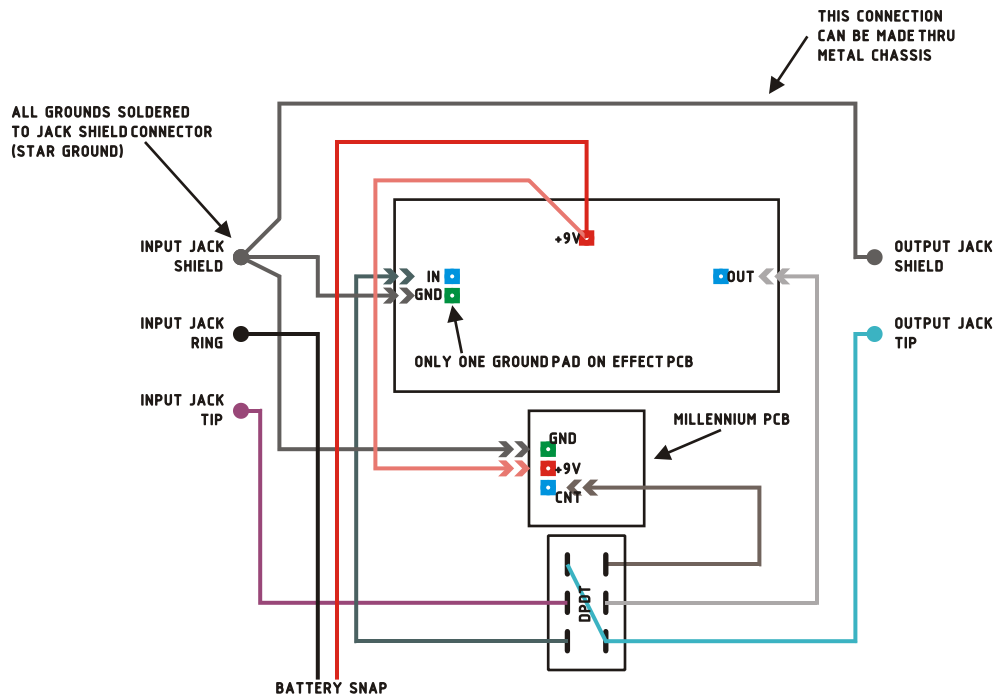 THIS CONNECTION
CAN BE MADE THRU
METAL CHASSIS
ALL GROUNDS SOLDERED
TO JACK SHIELD CONNECTOR
(STAR GROUND)
INPUT JACK
SHIELD
OUTPUT JACK
SHIELD
+9V
IN
OUT
GND
INPUT JACK
RING
OUTPUT JACK
TIP
ONLY ONE GROUND PAD ON EFFECT PCB
INPUT JACK
TIP
MILLENNIUM PCB
GND
+9V
CNT
DPDT
BATTERY SNAP